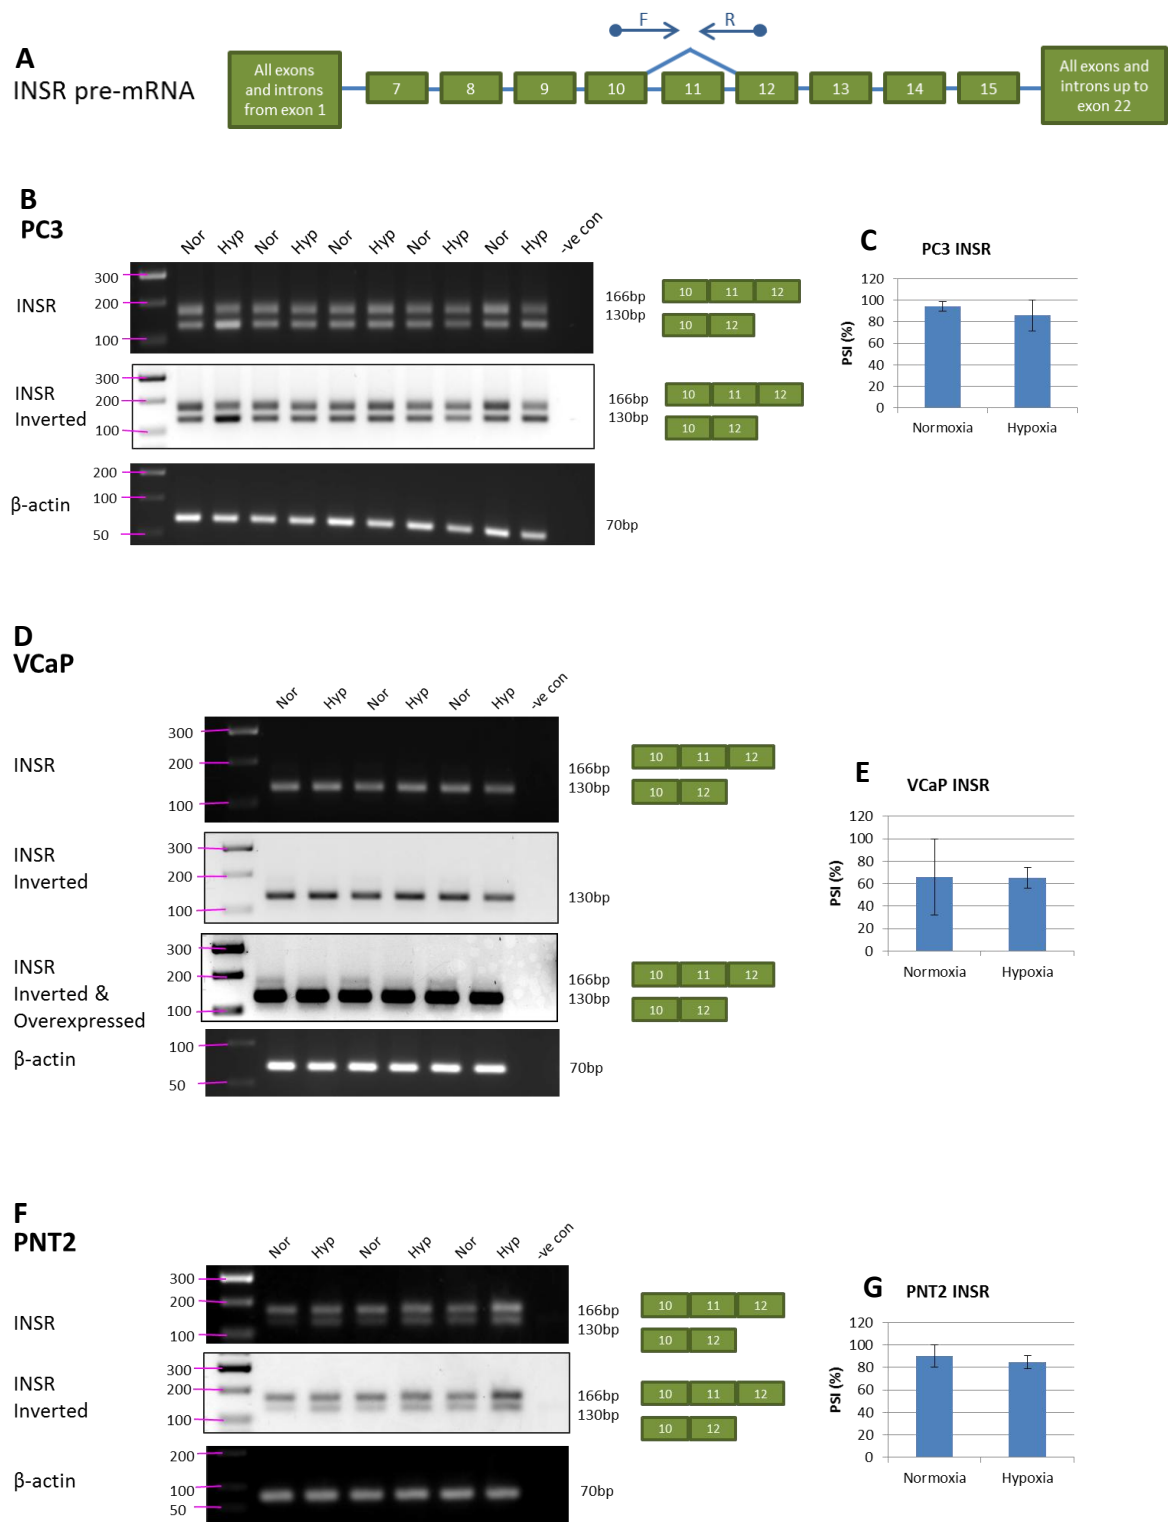 A
INSR pre-mRNA
All exons
and introns
from exon 1
7
8
9
10
11
12
13
14
15
All exons and
introns up to
exon 22
F
R
B
PC3
Nor Hyp Nor Hyp Nor Hyp Nor Hyp Nor Hyp -ve con
INSR
300
200
100
166bp
130bp
10 11 12
10 12
INSR
Inverted
300
200
100
166bp
130bp
10 11 12
10 12
β-actin
200
100
50
70bp
C
PC3 INSR
PSI (%)
120
100
80
60
40
20
0
Normoxia Hypoxia
D
VCaP
Nor Hyp Nor Hyp Nor Hyp -ve con
INSR
300
200
100
166bp
130bp
10 11 12
10 12
INSR
Inverted
300
200
100
130bp
INSR
Inverted &
Overexpressed
300
200
100
166bp
130bp
10 11 12
10 12
β-actin
100
50
70bp
E
VCaP INSR
PSI (%)
120
100
80
60
40
20
0
Normoxia Hypoxia
F
PNT2
Nor Hyp Nor Hyp Nor Hyp -ve con
INSR
300
200
100
166bp
130bp
10 11 12
10 12
INSR
Inverted
300
200
100
166bp
130bp
10 11 12
10 12
β-actin
200
100
50
70bp
G
PNT2 INSR
PSI (%)
120
100
80
60
40
20
0
Normoxia Hypoxia